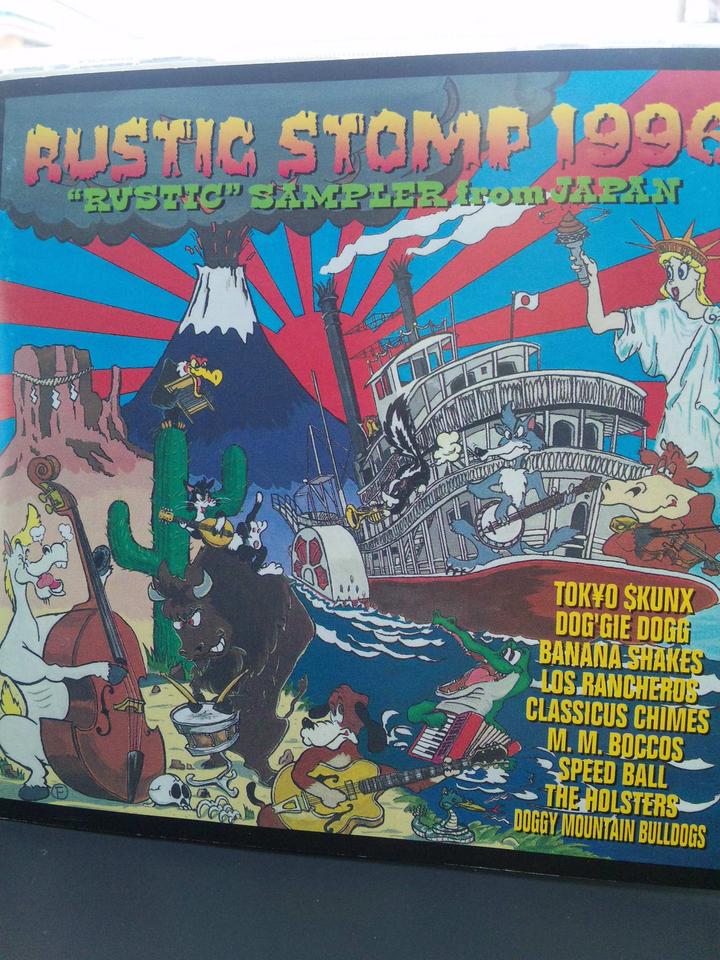 RUSTIC STOMP 1996
"RUSTIC" SAMPLER from JAPAN
TOK¥O $KUNX
DOG'GIE DOGG
BANANA SHAKES
LOS RANCHEROS
CLASSICUS CHIMES
M. M. BOCCOS
SPEED BALL
THE HOLSTERS
DOGGY MOUNTAIN BULLDOGS
F